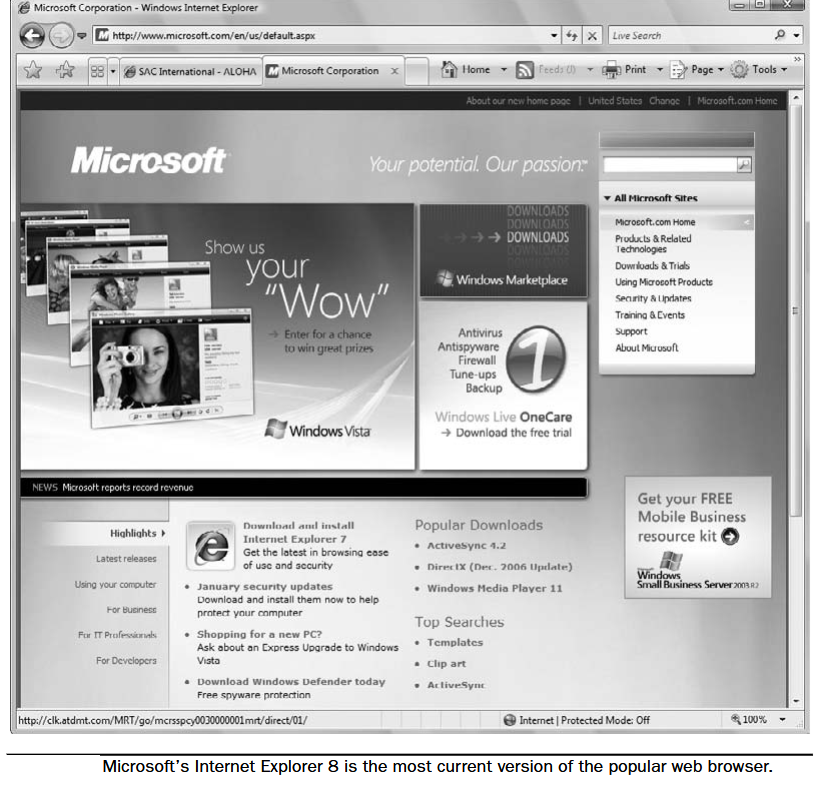 Microsoft Corporation - Windows Internet Explorer
http://www.microsoft.com/en/us/default.aspx
Live Search
SAC International - ALOHA
Microsoft Corporation
Home
Feeds (J)
Print
Page
Tools
About our new home page | United States Change | Microsoft.com Home
Microsoft
Your potential. Our passion.™
All Microsoft Sites
Microsoft.com Home
Products & Related
Technologies
Downloads & Trials
Using Microsoft Products
Security & Updates
Training & Events
Support
About Microsoft
Show us
your
"Wow"
→ Enter for a chance
to win great prizes
Windows Vista
DOWNLOADS
DOWNLOADS
→ → → DOWNLOADS
DOWNLOADS
DOWNLOADS
Windows Marketplace
Antivirus
Antispyware
Firewall
Tune-ups
Backup
1
Windows Live OneCare
→ Download the free trial
NEWS Microsoft reports record revenue
Get your FREE
Mobile Business
resource kit
Microsoft
Windows
Small Business Server 2003 R2
Highlights
Latest releases
Using your computer
For Business
For IT Professionals
For Developers
Download and install
Internet Explorer 7
Get the latest in browsing ease
of use and security
• January security updates
Download and install them now to help
protect your computer
• Shopping for a new PC?
Ask about an Express Upgrade to Windows
Vista
• Download Windows Defender today
Free spyware protection
Popular Downloads
• ActiveSync 4.2
• DirectX (Dec. 2006 Update)
• Windows Media Player 11
Top Searches
• Templates
• Clip art
• ActiveSync
http://clk.atdmt.com/MRT/go/mcrsspcy0030000001mrt/direct/01/
Internet | Protected Mode: Off
100%
Microsoft's Internet Explorer 8 is the most current version of the popular web browser.